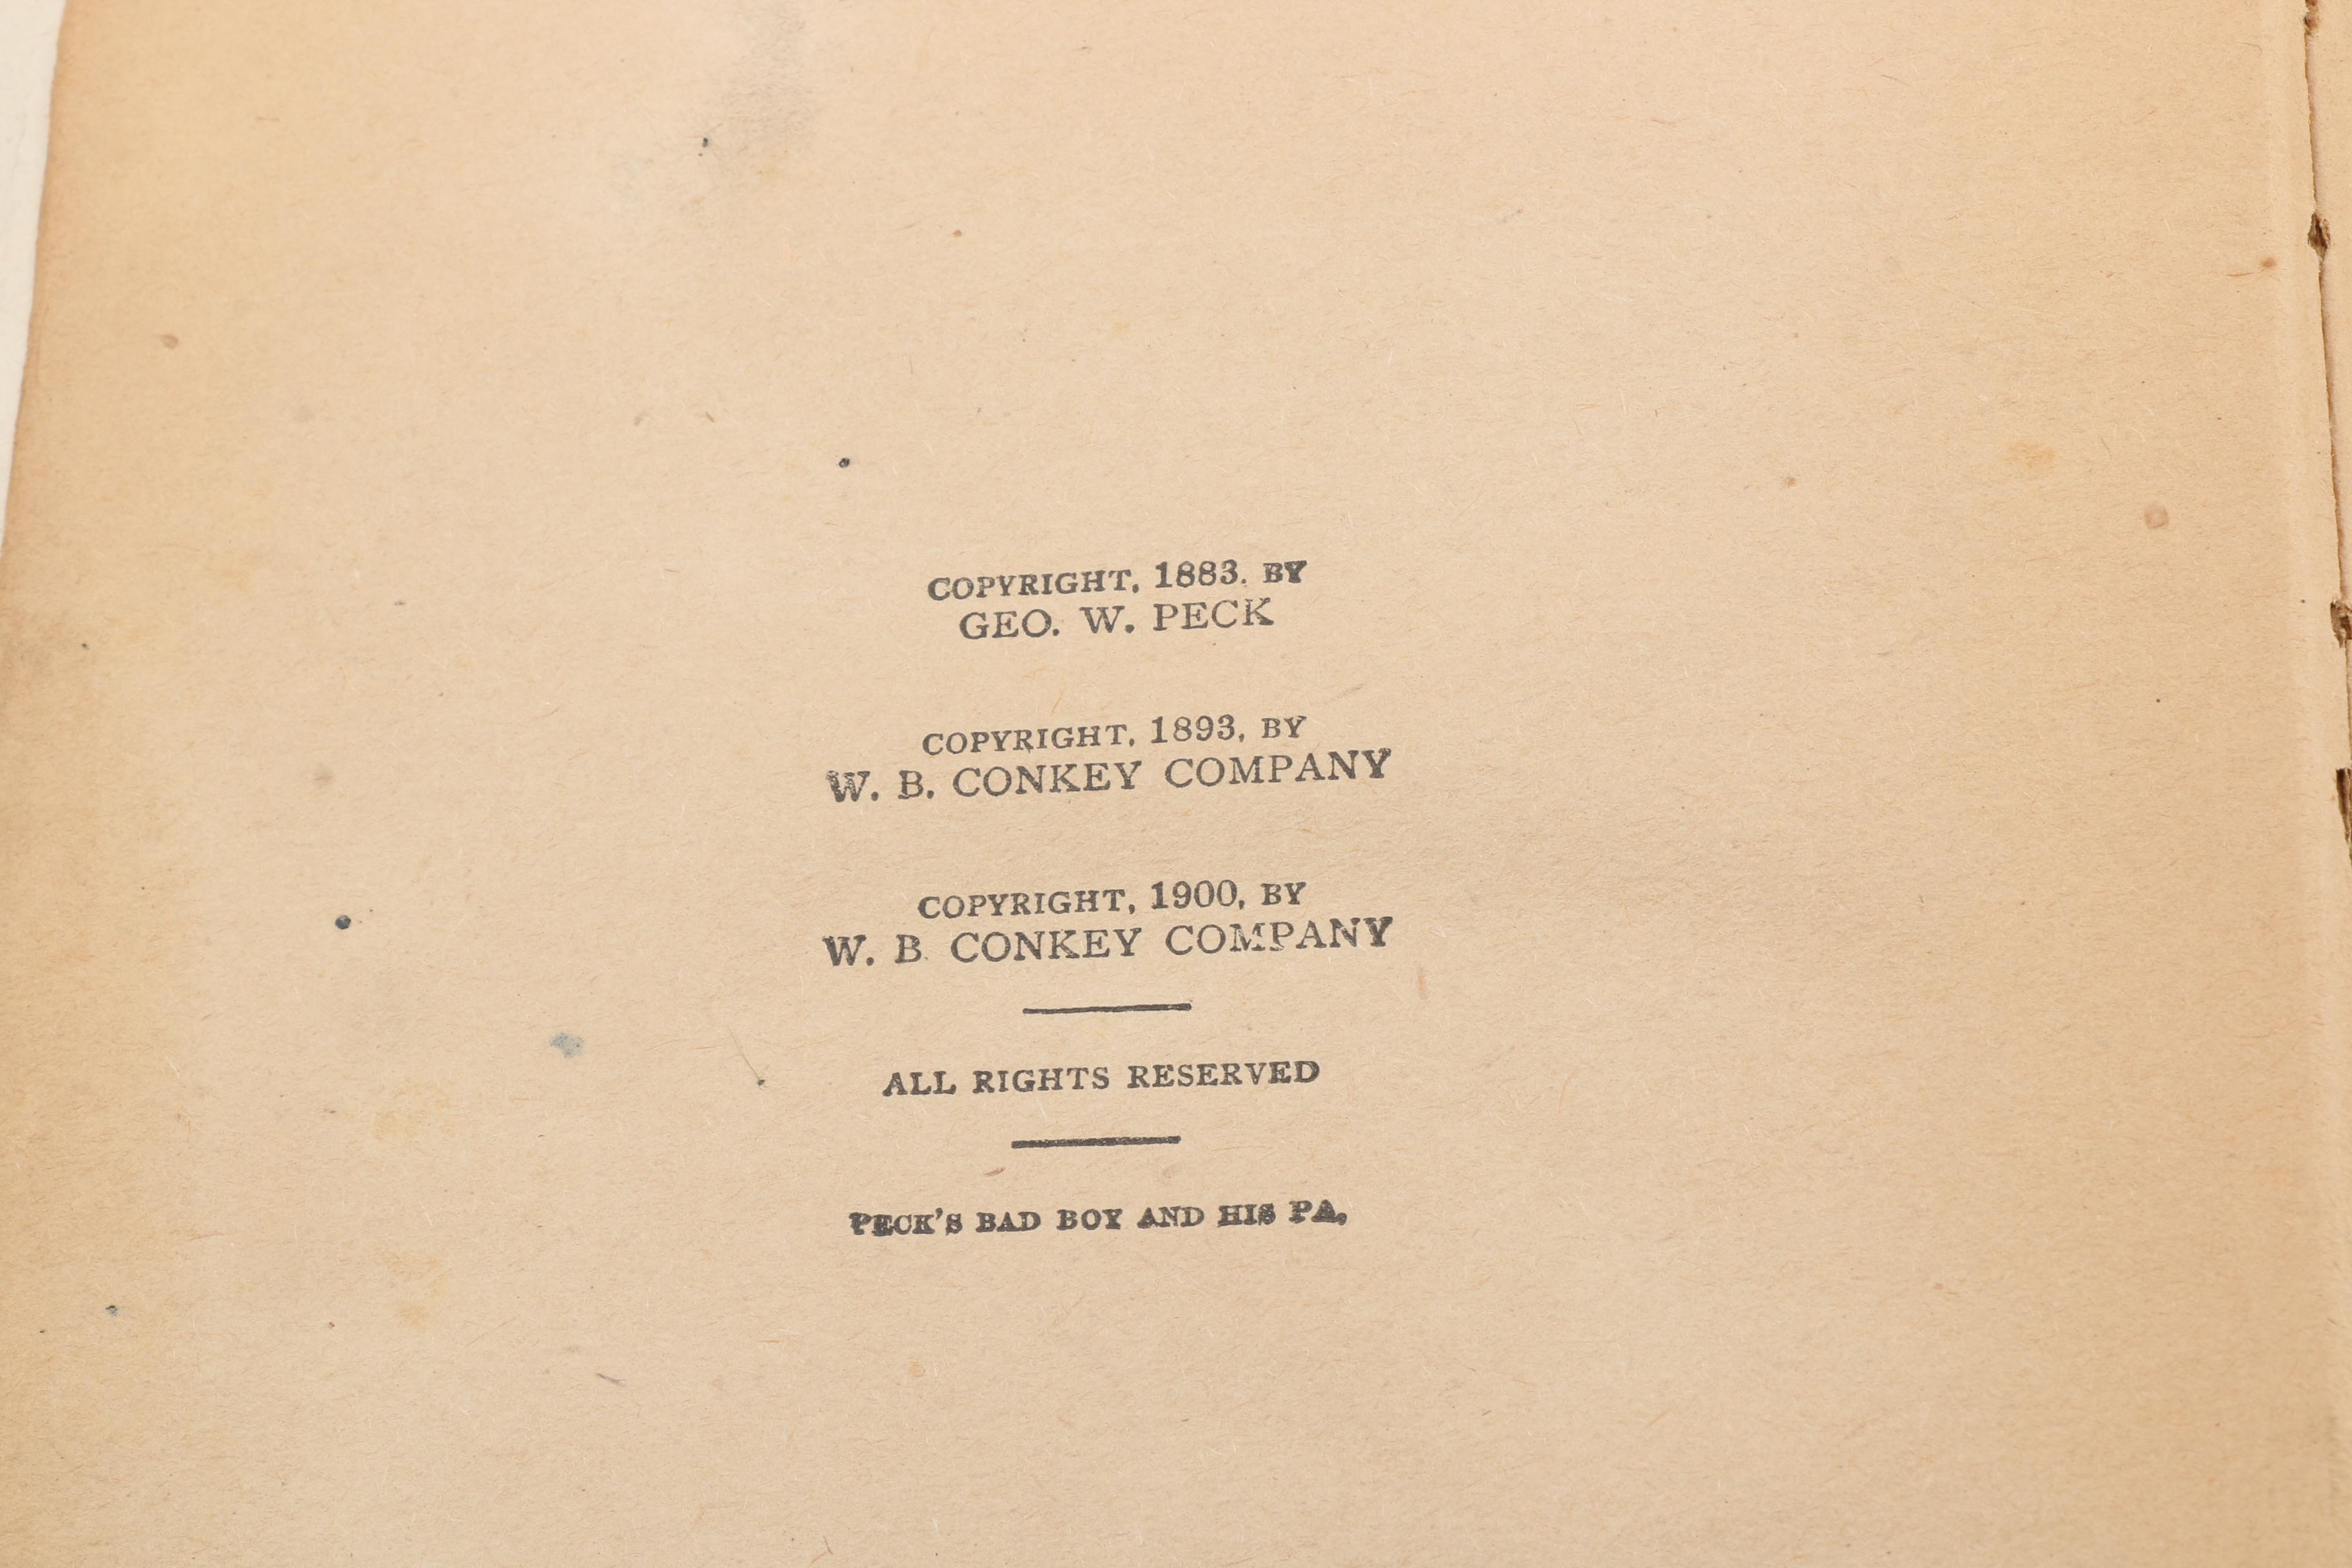 COPYRIGHT, 1883, BY
GEO. W. PECK
COPYRIGHT, 1893, BY
W. B. CONKEY COMPANY
COPYRIGHT, 1900, BY
W. B. CONKEY COMPANY
ALL RIGHTS RESERVED
PECK'S BAD BOY AND HIS PA.